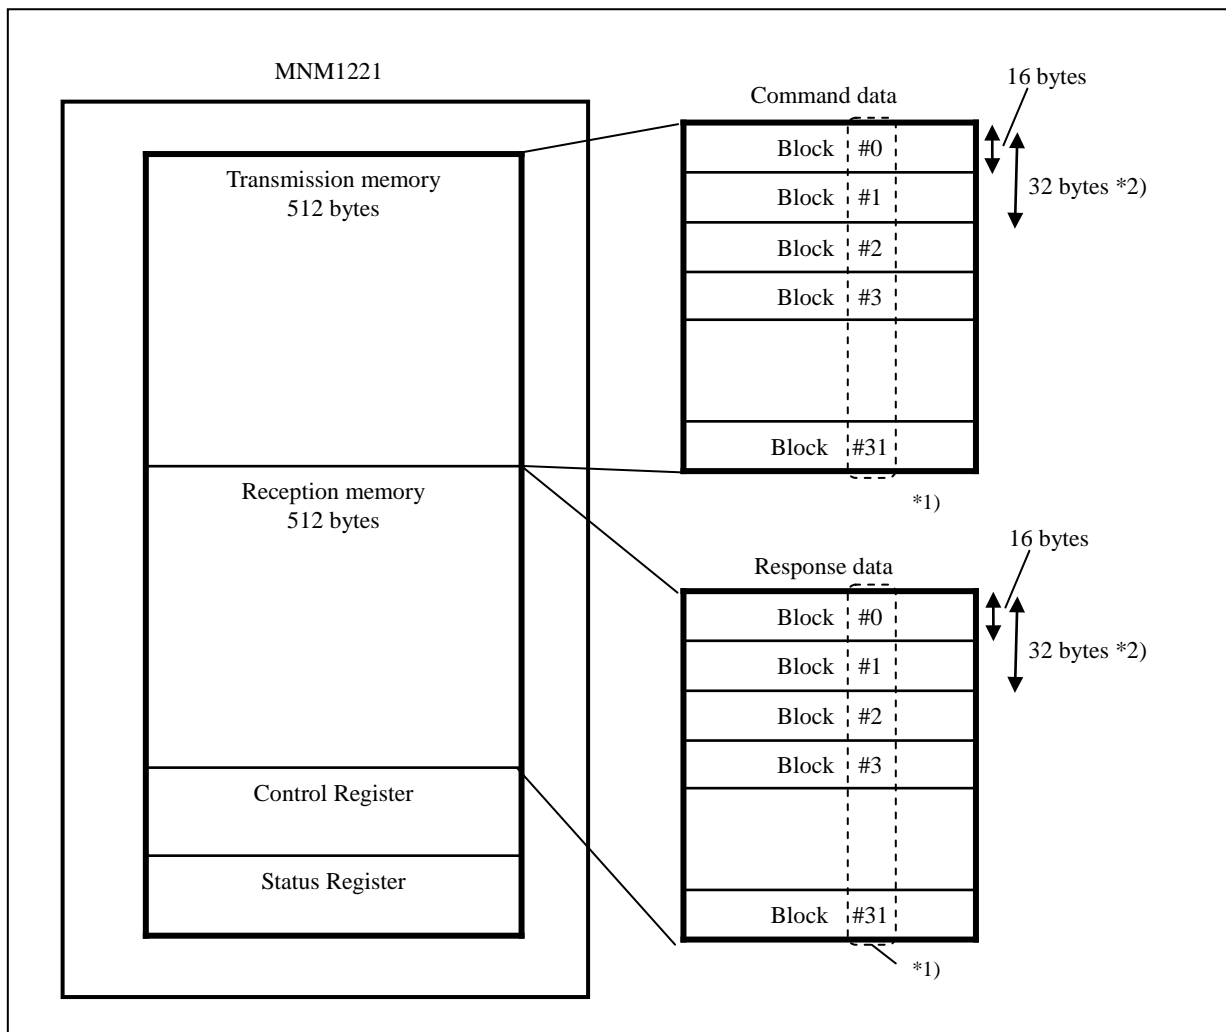 MNM1221
Transmission memory
512 bytes
Reception memory
512 bytes
Control Register
Status Register
Command data
16 bytes
32 bytes *2)
Block #0
Block #1
Block #2
Block #3
Block #31
*1)
Response data
16 bytes
32 bytes *2)
Block #0
Block #1
Block #2
Block #3
Block #31
*1)